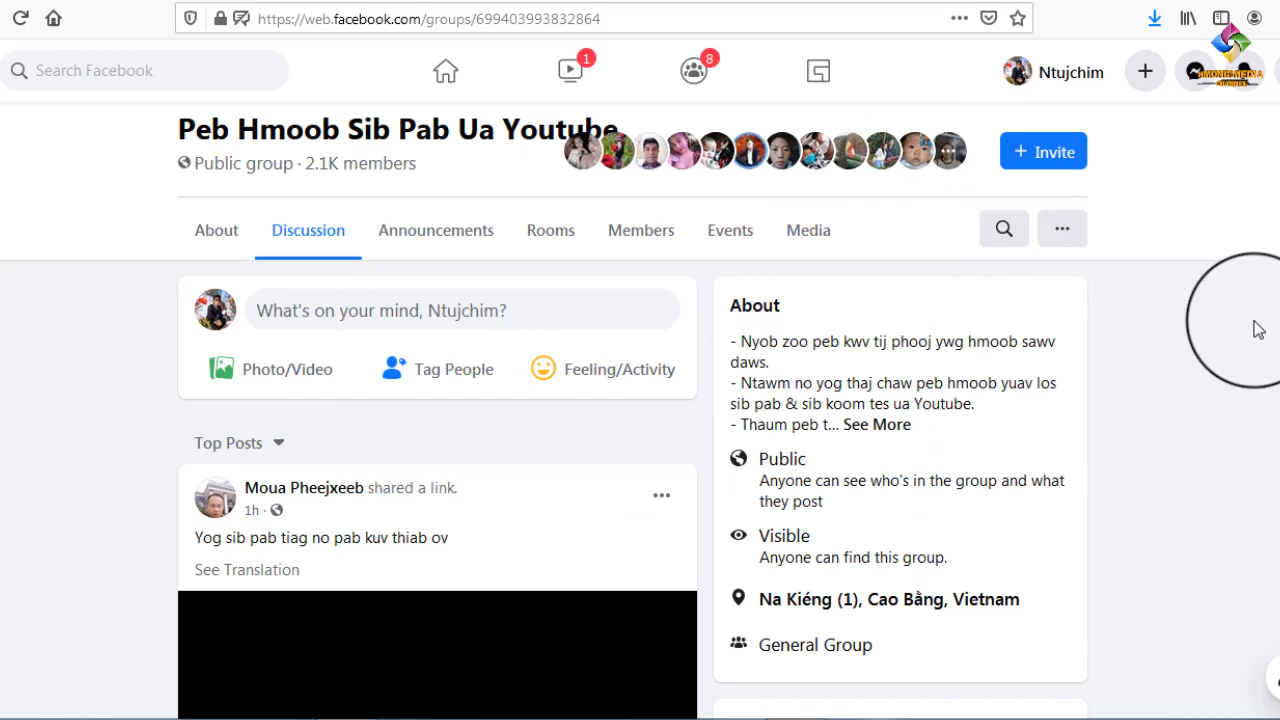 https://web.facebook.com/groups/699403993832864
Search Facebook
1
8
Ntujchim
HMONG MEDIA
CHANNEL
Peb Hmoob Sib Pab Ua Youtube
Public group · 2.1K members
+ Invite
About
Discussion
Announcements
Rooms
Members
Events
Media
What's on your mind, Ntujchim?
Photo/Video
Tag People
Feeling/Activity
Top Posts
Moua Pheejxeeb shared a link.
1h ·
Yog sib pab tiag no pab kuv thiab ov
See Translation
About
- Nyob zoo peb kwv tij phooj ywg hmoob sawv
daws.
- Ntawm no yog thaj chaw peb hmoob yuav los
sib pab & sib koom tes ua Youtube.
- Thaum peb t... See More
Public
Anyone can see who's in the group and what
they post
Visible
Anyone can find this group.
Na Kiéng (1), Cao Bằng, Vietnam
General Group